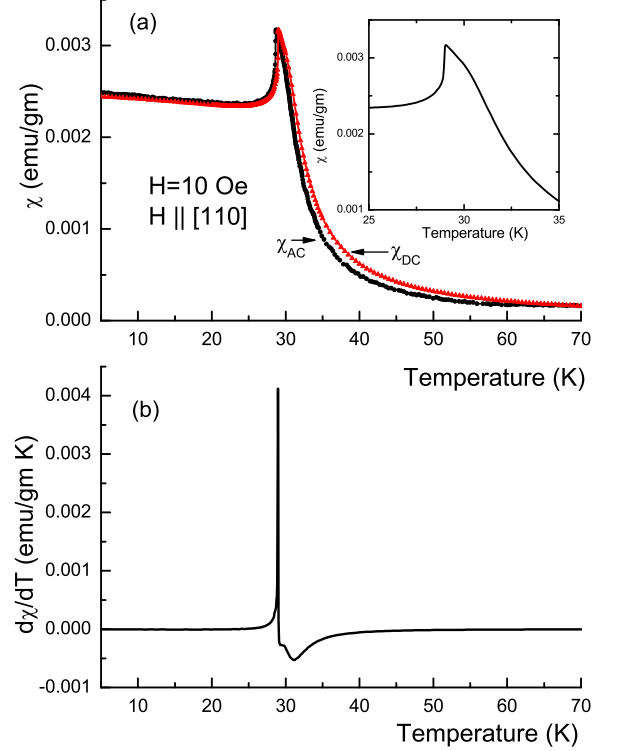 (a)
0.003
0.002
0.001
0.000
χ (emu/gm)
H=10 Oe
H || [110]
χAC
χDC
10 20 30 40 50 60 70
Temperature (K)
0.003
0.002
0.001
χ (emu/gm)
25 30 35
Temperature (K)
(b)
0.004
0.003
0.002
0.001
0.000
-0.001
dχ/dT (emu/gm K)
10 20 30 40 50 60 70
Temperature (K)